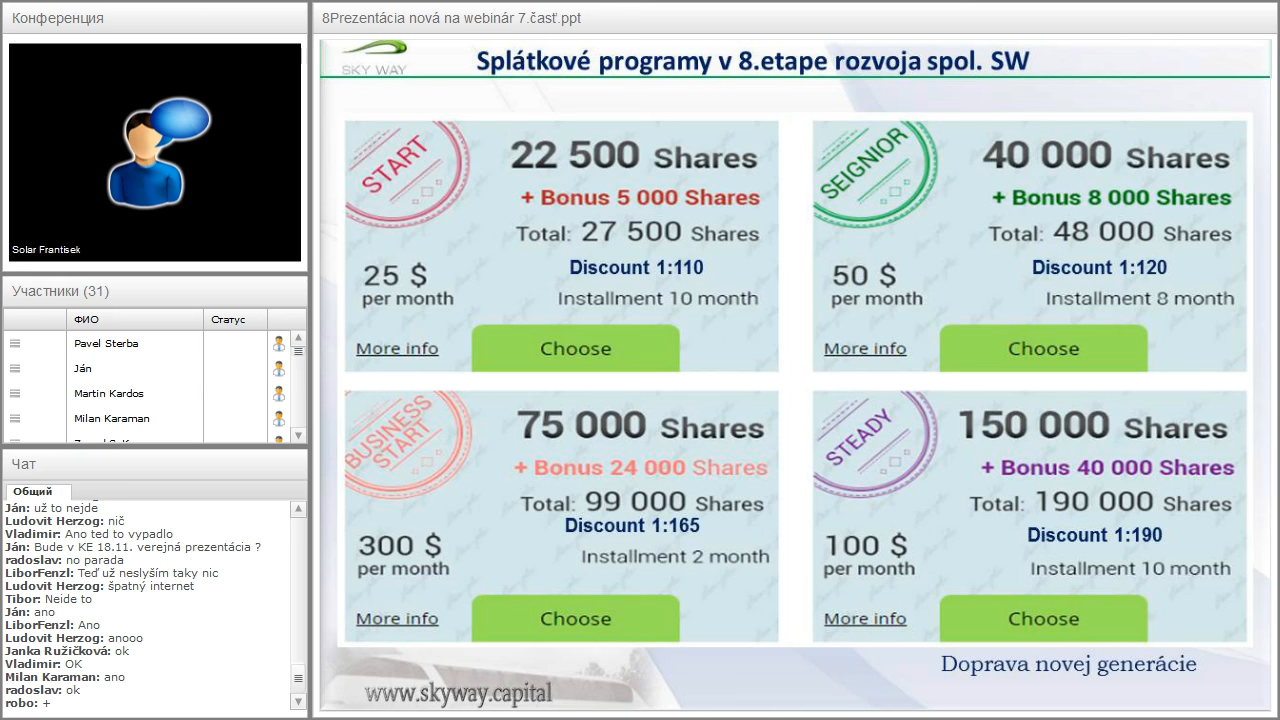 Конференция
Solar Frantisek
Участники (31)
ФИО
Статус
Pavel Sterba
Ján
Martin Kardos
Milan Karaman
Чат
Общий
Ján: už to nejde
Ludovit Herzog: nič
Vladimir: Ano ted to vypadlo
Ján: Bude v KE 18.11. verejná prezentácia ?
radoslav: no parada
LiborFenzl: Teď už neslyším taky nic
Ludovit Herzog: špatný internet
Tibor: Neide to
Ján: ano
LiborFenzl: Ano
Ludovit Herzog: anooo
Janka Ružičková: ok
Vladimir: OK
Milan Karaman: ano
radoslav: ok
robo: +
8Prezentácia nová na webinár 7.časť.ppt
SKY WAY
Splátkové programy v 8.etape rozvoja spol. SW
START
22 500 Shares
+ Bonus 5 000 Shares
Total: 27 500 Shares
Discount 1:110
25 $
per month
Installment 10 month
More info
Choose
SEIGNIOR
40 000 Shares
+ Bonus 8 000 Shares
Total: 48 000 Shares
Discount 1:120
50 $
per month
Installment 8 month
More info
Choose
BUSINESS
START
75 000 Shares
+ Bonus 24 000 Shares
Total: 99 000 Shares
Discount 1:165
300 $
per month
Installment 2 month
More info
Choose
STEADY
150 000 Shares
+ Bonus 40 000 Shares
Total: 190 000 Shares
Discount 1:190
100 $
per month
Installment 10 month
More info
Choose
Doprava novej generácie
www.skyway.capital